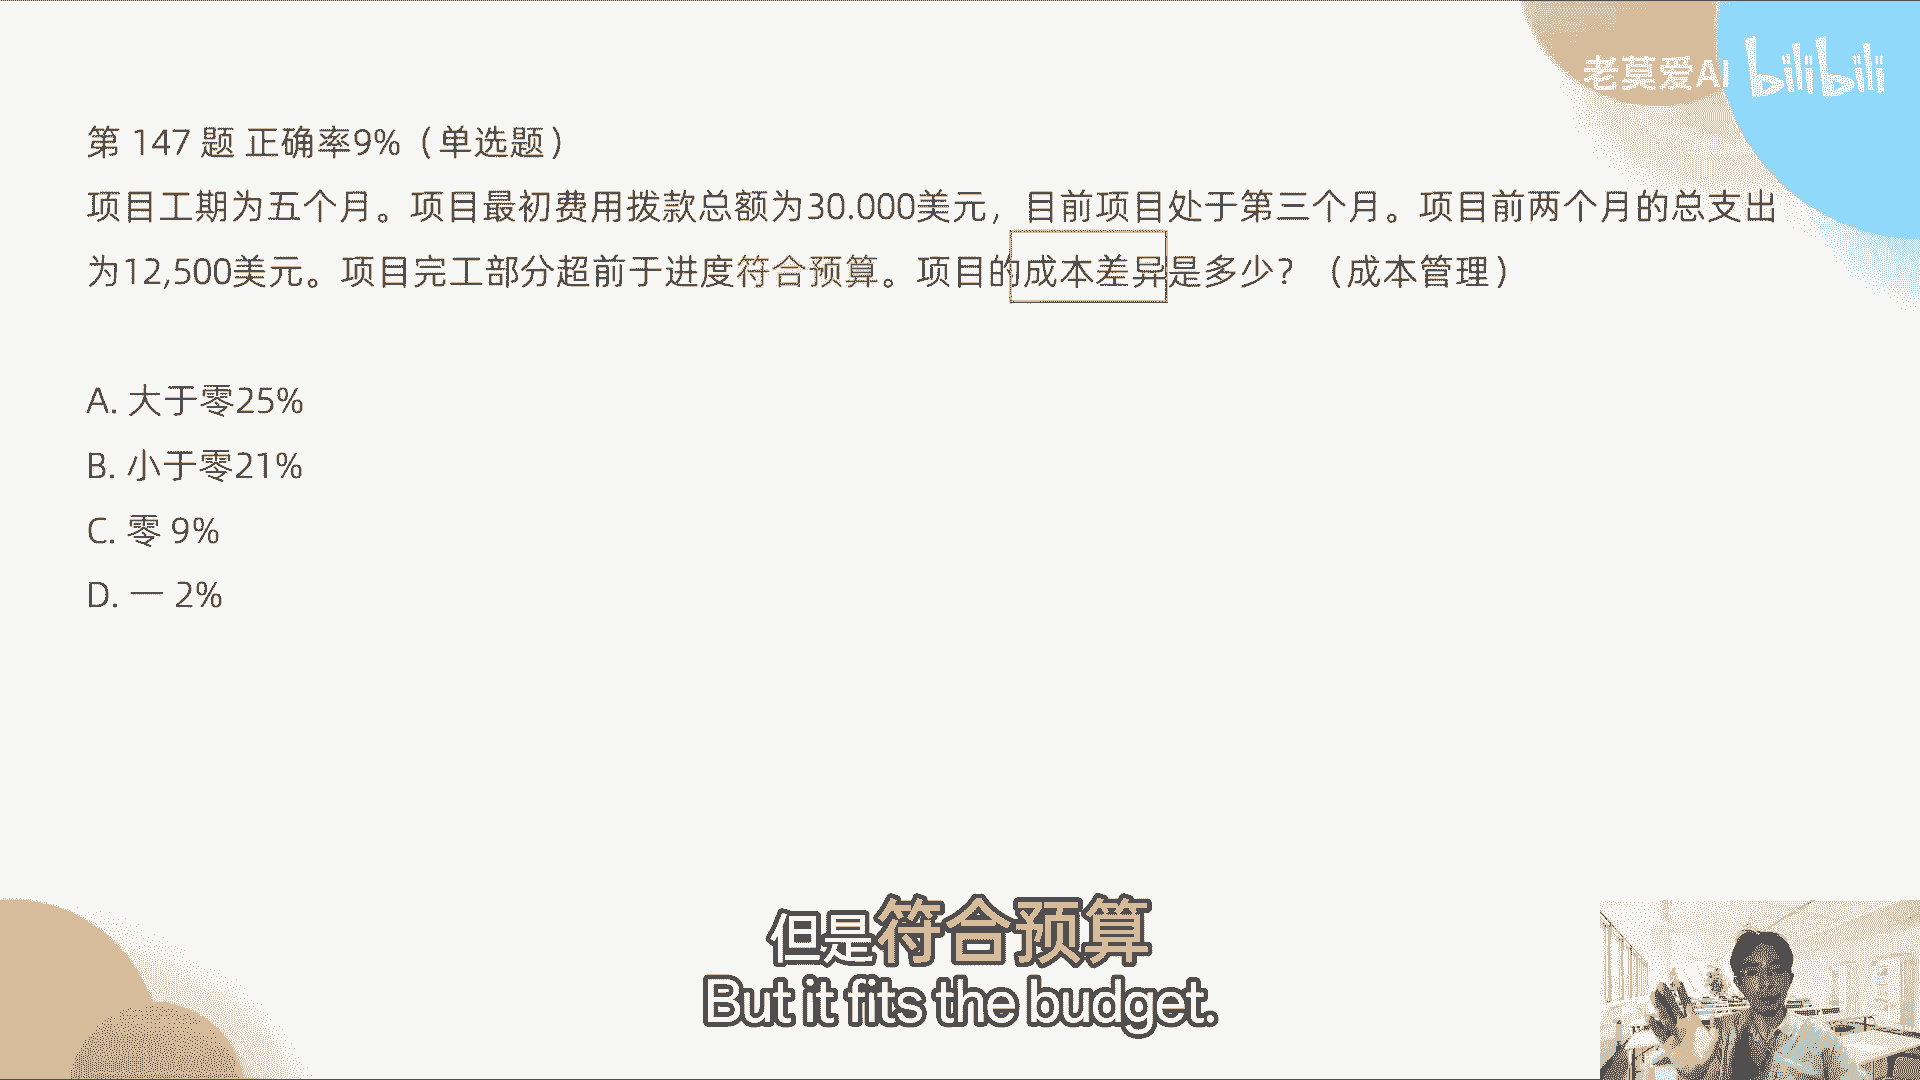 老莫爱AI bilibili
第 147 题 正确率9%（单选题）
项目工期为五个月。项目最初费用拨款总额为30.000美元，目前项目处于第三个月。项目前两个月的总支出
为12,500美元。项目完工部分超前于进度符合预算。项目的成本差异是多少？（成本管理）
A. 大于零25%
B. 小于零21%
C. 零 9%
D. 一 2%
但是符合预算
But it fits the budget.